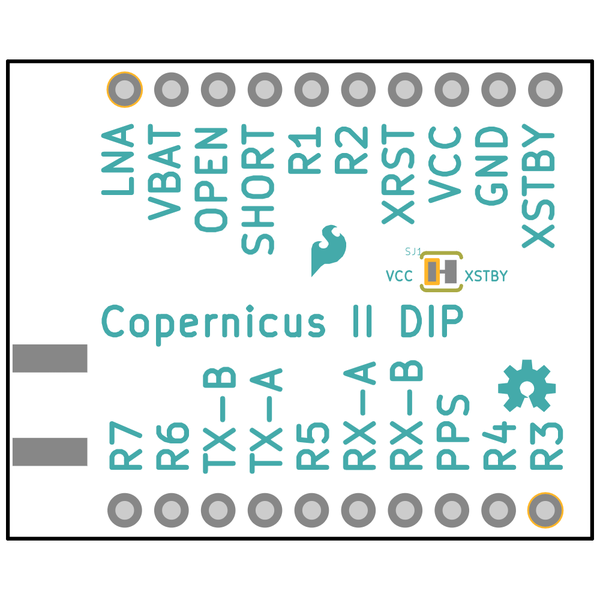 LNA
VBAT
OPEN
SHORT
R1
R2
XRST
VCC
GND
XSTBY
SJ1
VCC
XSTBY
Copernicus II DIP
R7
R6
TX-B
TX-A
R5
RX-A
RX-B
PPS
R4
R3